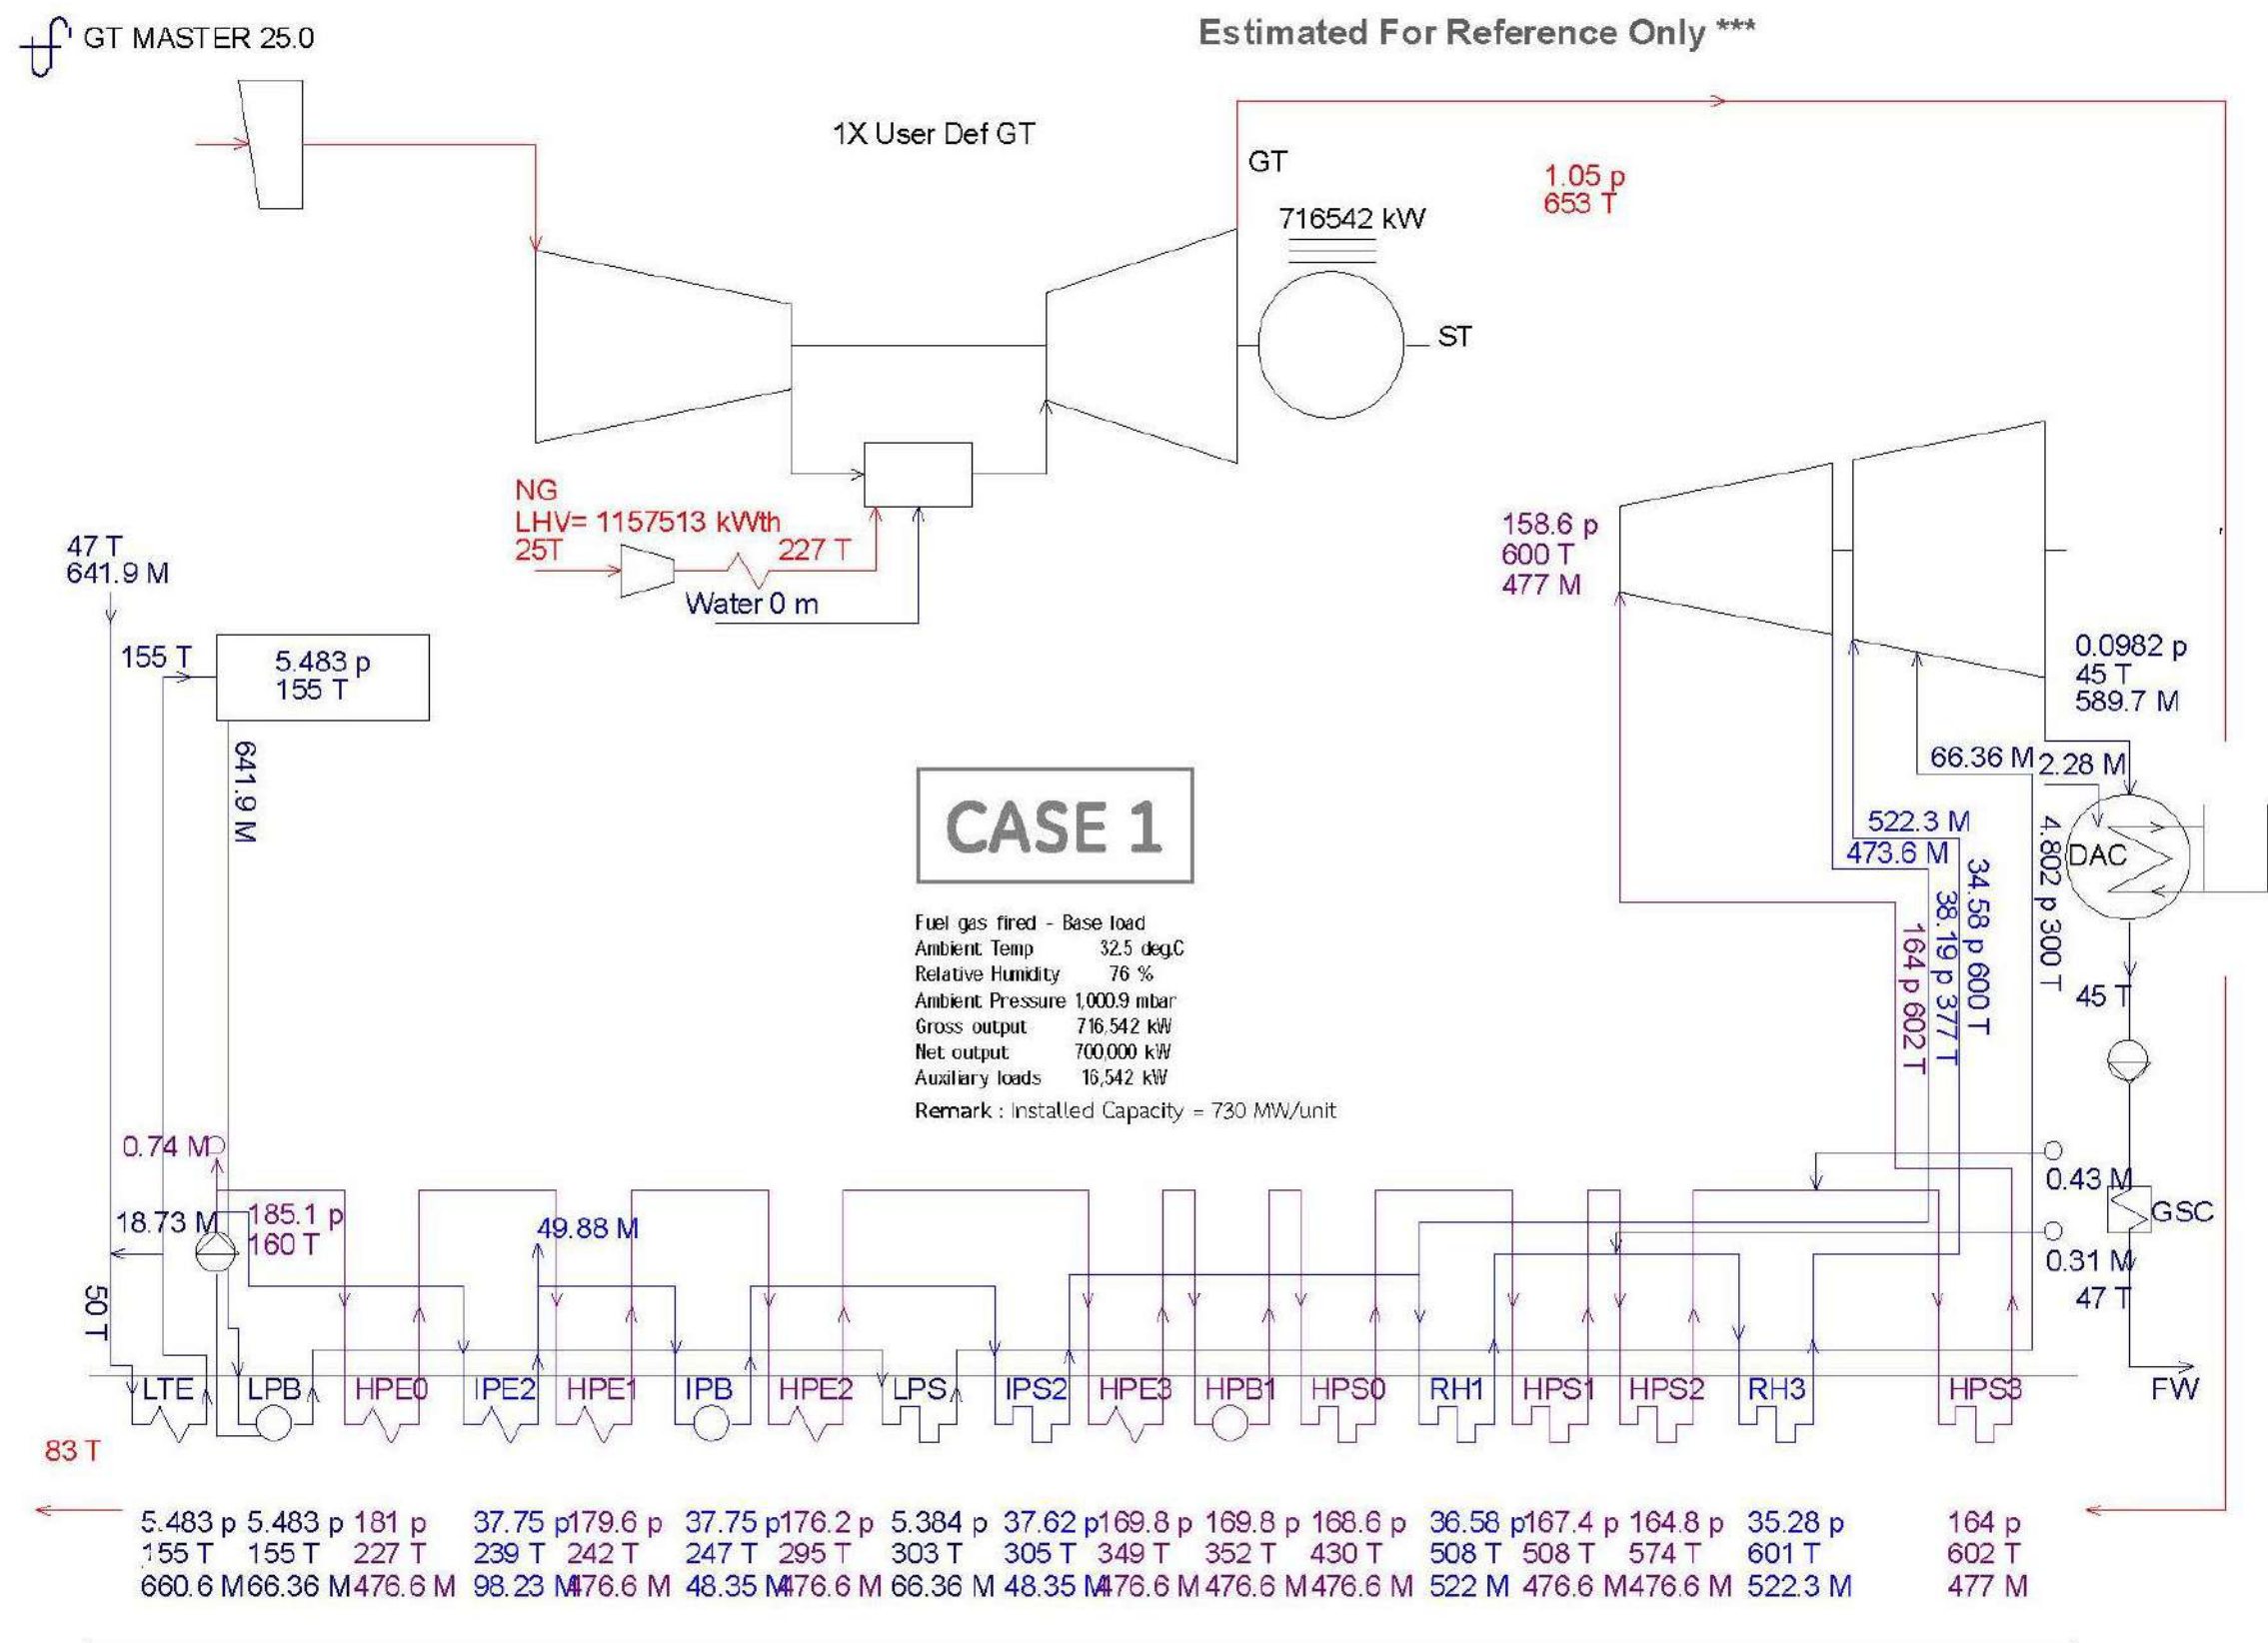 GT MASTER 25.0
Estimated For Reference Only ***
1X User Def GT
GT
1.05 p
653 T
716542 kW
ST
NG
LHV= 1157513 kWth
25T
227 T
Water 0 m
47 T
641.9 M
155 T
5.483 p
155 T
641.9 M
158.6 p
600 T
477 M
0.0982 p
45 T
589.7 M
66.36 M
2.28 M
522.3 M
473.6 M
DAC
4.802 p 300 T
34.58 p 600 T
38.19 p 377 T
164 p 602 T
45 T
CASE 1
Fuel gas fired - Base load
Ambient Temp 32.5 deg.C
Relative Humidity 76 %
Ambient Pressure 1,000.9 mbar
Gross output 716,542 kW
Net output 700,000 kW
Auxiliary loads 16,542 kW
Remark : Installed Capacity = 730 MW/unit
0.74 M
18.73 M
185.1 p
160 T
49.88 M
50 T
0.43 M
GSC
0.31 M
47 T
FW
LTE LPB HPE0 IPE2 HPE1 IPB HPE2 LPS IPS2 HPE3 HPB1 HPS0 RH1 HPS1 HPS2 RH3 HPS3
83 T
5.483 p 5.483 p 181 p 37.75 p 179.6 p 37.75 p 176.2 p 5.384 p 37.62 p 169.8 p 169.8 p 168.6 p 36.58 p 167.4 p 164.8 p 35.28 p 164 p
155 T 155 T 227 T 239 T 242 T 247 T 295 T 303 T 305 T 349 T 352 T 430 T 508 T 508 T 574 T 601 T 602 T
660.6 M 66.36 M 476.6 M 98.23 M 476.6 M 48.35 M 476.6 M 66.36 M 48.35 M 476.6 M 476.6 M 476.6 M 522 M 476.6 M 476.6 M 522.3 M 477 M